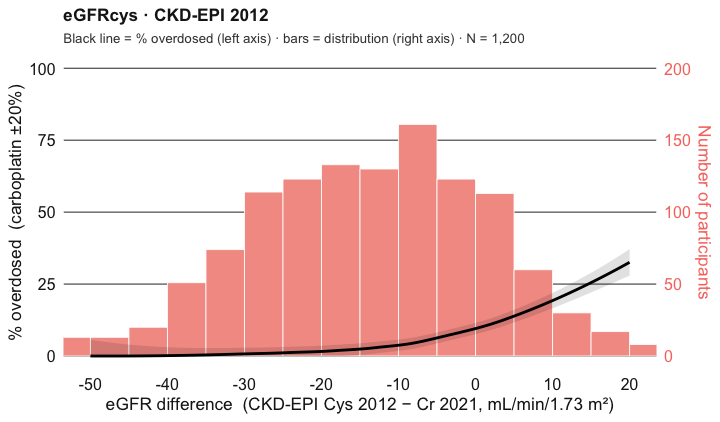 eGFRcys · CKD-EPI 2012
Black line = % overdosed (left axis) · bars = distribution (right axis) · N = 1,200
100
75
50
25
0
% overdosed (carboplatin ±20%)
200
150
100
50
0
Number of participants
-50 -40 -30 -20 -10 0 10 20
eGFR difference (CKD-EPI Cys 2012 − Cr 2021, mL/min/1.73 m²)